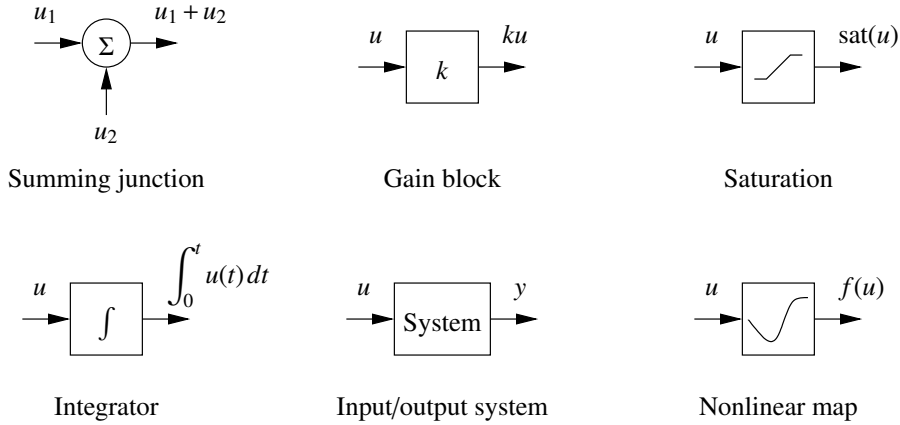 u₁ u₁ + u₂
Σ
u₂
Summing junction
u ku
k
Gain block
u sat(u)
Saturation
u ∫₀ᵗ u(t) dt
∫
Integrator
u y
System
Input/output system
u f(u)
Nonlinear map